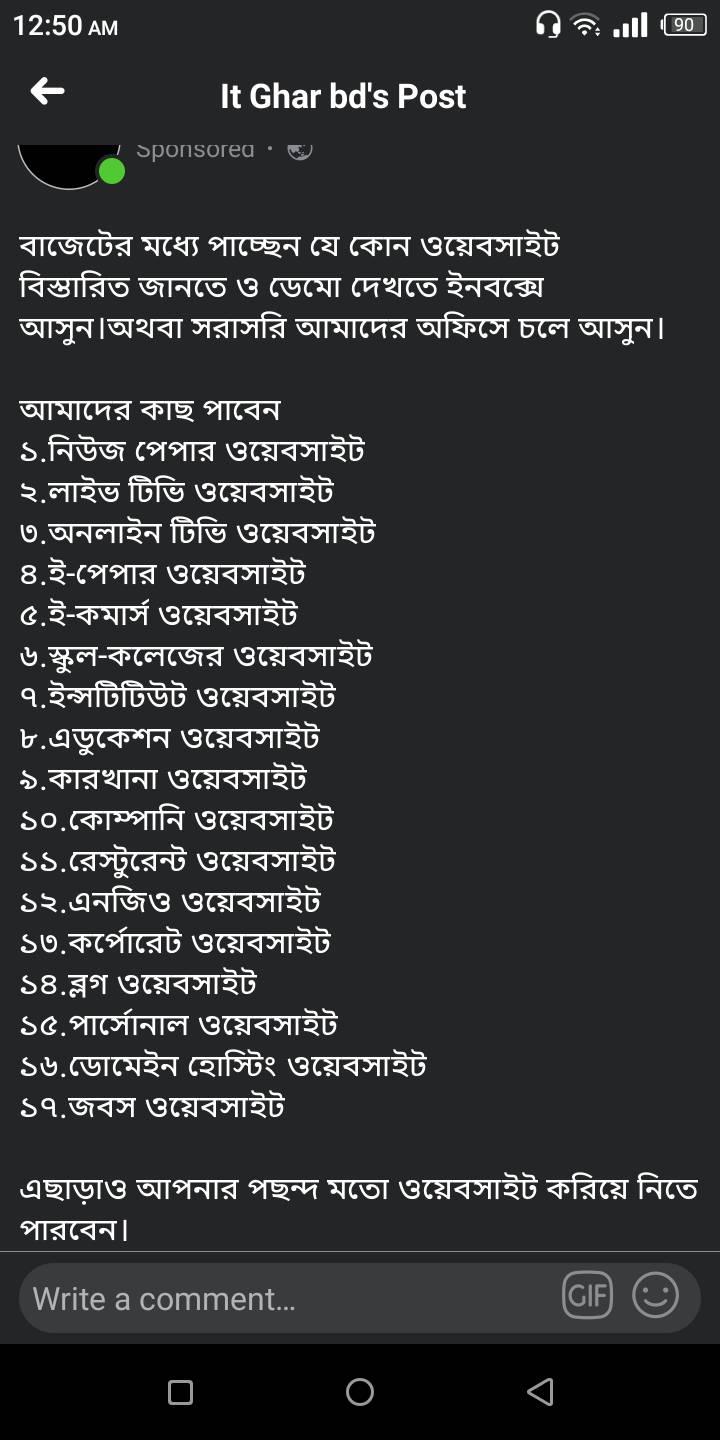 12:50 AM
90
It Ghar bd's Post
Sponsored ·
বাজেটের মধ্যে পাচ্ছেন যে কোন ওয়েবসাইট
বিস্তারিত জানতে ও ডেমো দেখতে ইনবক্সে
আসুন।অথবা সরাসরি আমাদের অফিসে চলে আসুন।
আমাদের কাছ পাবেন
১.নিউজ পেপার ওয়েবসাইট
২.লাইভ টিভি ওয়েবসাইট
৩.অনলাইন টিভি ওয়েবসাইট
৪.ই-পেপার ওয়েবসাইট
৫.ই-কমার্স ওয়েবসাইট
৬.স্কুল-কলেজের ওয়েবসাইট
৭.ইন্সটিটিউট ওয়েবসাইট
৮.এডুকেশন ওয়েবসাইট
৯.কারখানা ওয়েবসাইট
১০.কোম্পানি ওয়েবসাইট
১১.রেস্টুরেন্ট ওয়েবসাইট
১২.এনজিও ওয়েবসাইট
১৩.কর্পোরেট ওয়েবসাইট
১৪.ব্লগ ওয়েবসাইট
১৫.পার্সোনাল ওয়েবসাইট
১৬.ডোমেইন হোস্টিং ওয়েবসাইট
১৭.জবস ওয়েবসাইট
এছাড়াও আপনার পছন্দ মতো ওয়েবসাইট করিয়ে নিতে
পারবেন।
Write a comment...
GIF